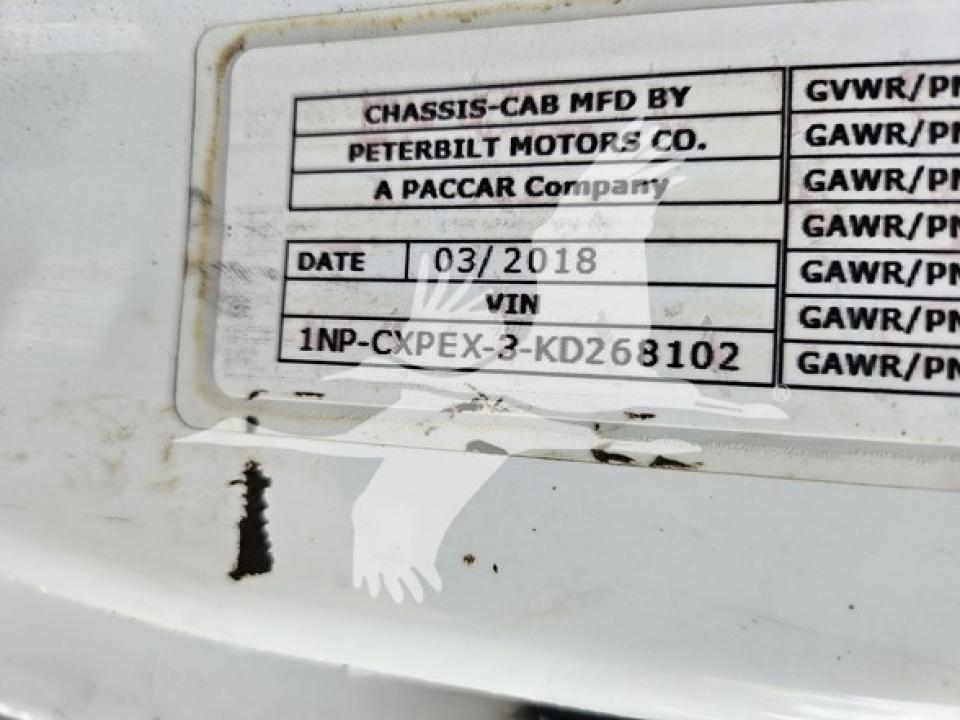 CHASSIS-CAB MFD BY
PETERBILT MOTORS CO.
A PACCAR Company
DATE 03/2018
VIN
1NP-CXPEX-3-KD268102
GVWR/PN
GAWR/PN
GAWR/PN
GAWR/PN
GAWR/PN
GAWR/PN
GAWR/PN
®